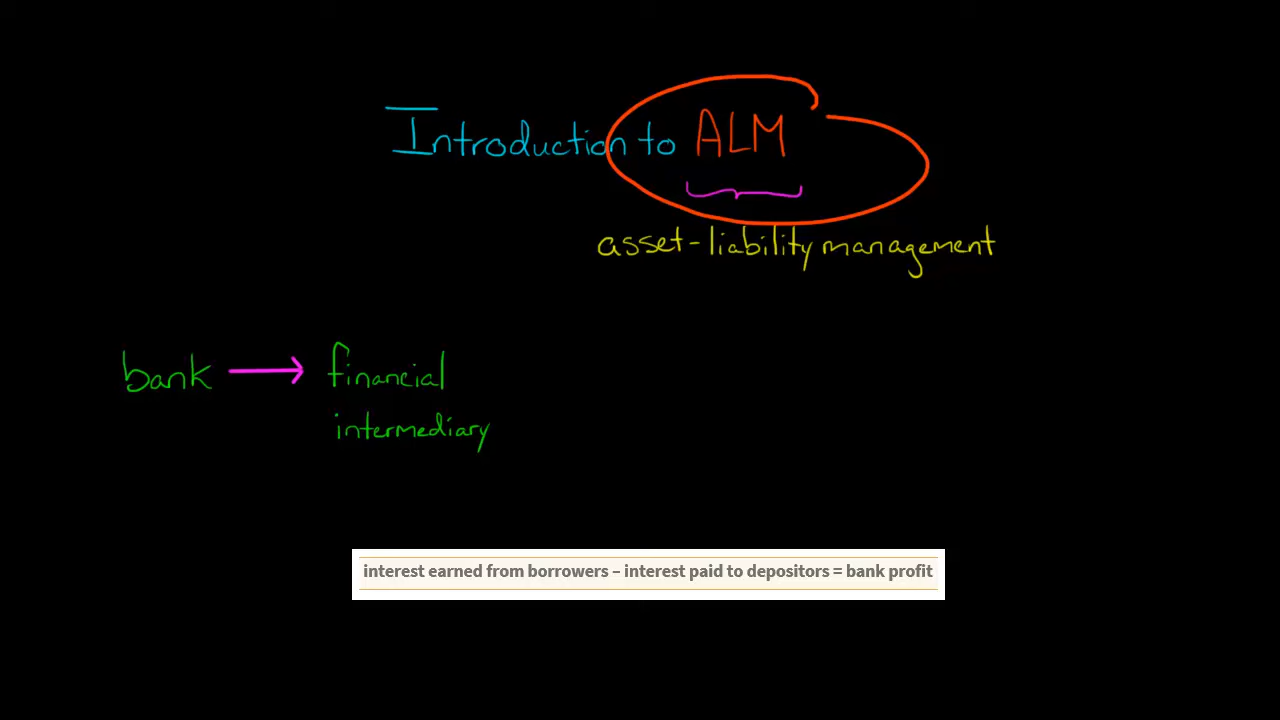 Introduction to ALM
asset-liability management
bank → financial
intermediary
interest earned from borrowers – interest paid to depositors = bank profit